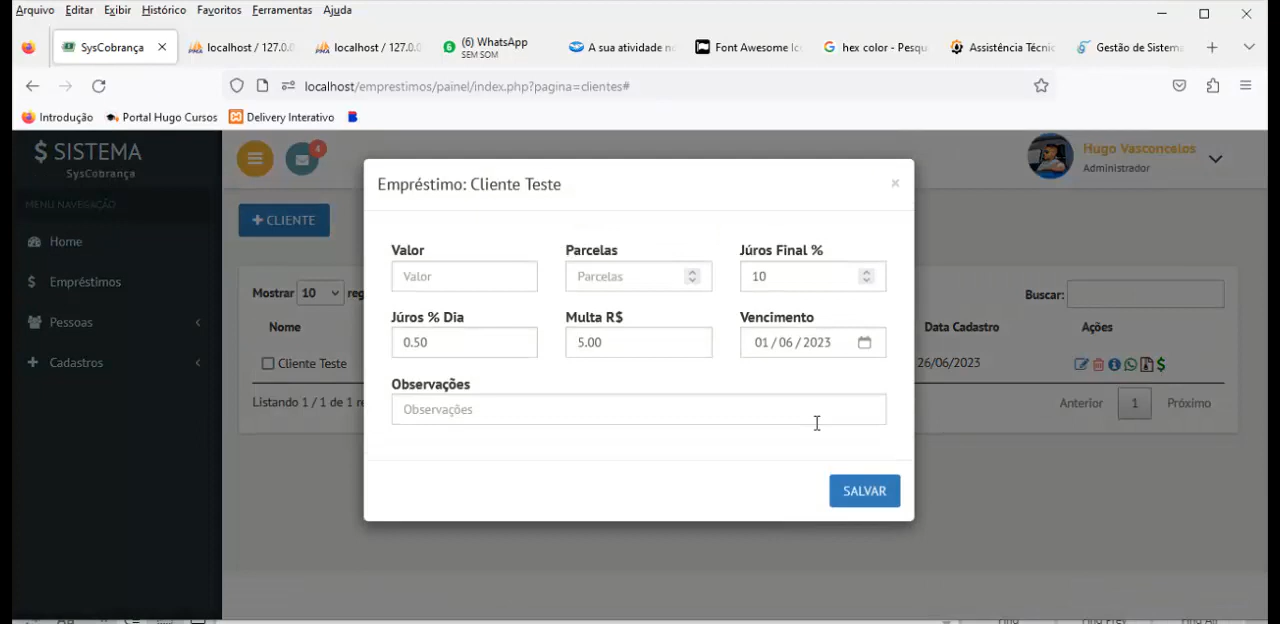 Arquivo Editar Exibir Histórico Favoritos Ferramentas Ajuda
SysCobrança localhost / 127.0.0 localhost / 127.0.0 (6) WhatsApp A sua atividade no Font Awesome Ico hex color - Pesqu Assistência Técnic Gestão de Sistema
SEM SOM
localhost/emprestimos/painel/index.php?pagina=clientes#
Introdução Portal Hugo Cursos Delivery Interativo B
$ SISTEMA
SysCobrança
MENU NAVEGAÇÃO
Home
$ Empréstimos
Pessoas
Cadastros
4
Hugo Vasconcelos
Administrador
+ CLIENTE
Mostrar 10 reg
Buscar:
Nome Data Cadastro Ações
Cliente Teste 26/06/2023 $
Listando 1 / 1 de 1 re
Anterior 1 Próximo
Empréstimo: Cliente Teste ×
Valor Parcelas Júros Final %
Valor Parcelas 10
Júros % Dia Multa R$ Vencimento
0.50 5.00 01/06/2023
Observações
Observações
SALVAR